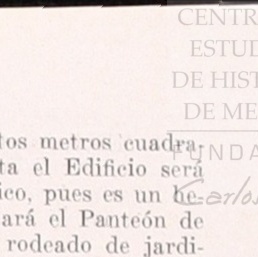 CENTR
ESTUD
DE HIST
DE ME
FUNDA
Carlos
tos metros cuadra-
ta el Edificio será
ico, pues es un he-
ará el Panteón de
rodeado de jardi-